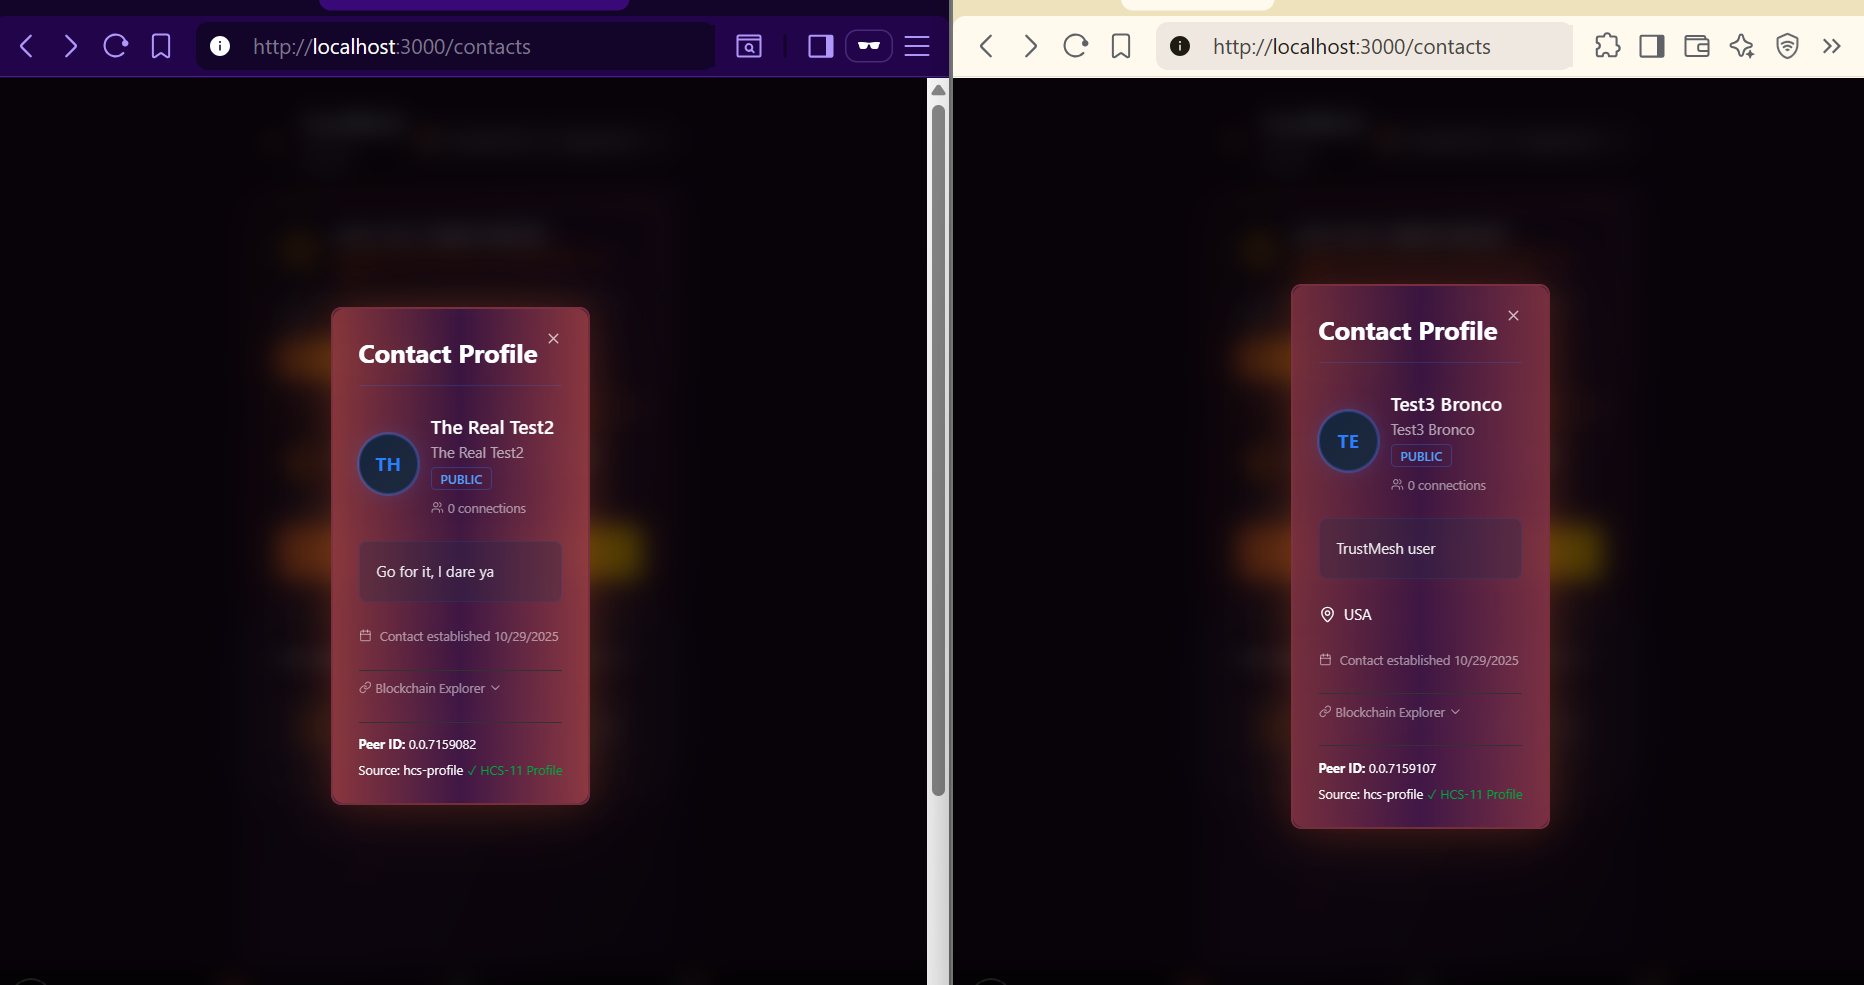 http://localhost:3000/contacts
Contact Profile
TH
The Real Test2
The Real Test2
PUBLIC
0 connections
Go for it, I dare ya
Contact established 10/29/2025
Blockchain Explorer
Peer ID: 0.0.7159082
Source: hcs-profile ✓ HCS-11 Profile
http://localhost:3000/contacts
Contact Profile
TE
Test3 Bronco
Test3 Bronco
PUBLIC
0 connections
TrustMesh user
USA
Contact established 10/29/2025
Blockchain Explorer
Peer ID: 0.0.7159107
Source: hcs-profile ✓ HCS-11 Profile